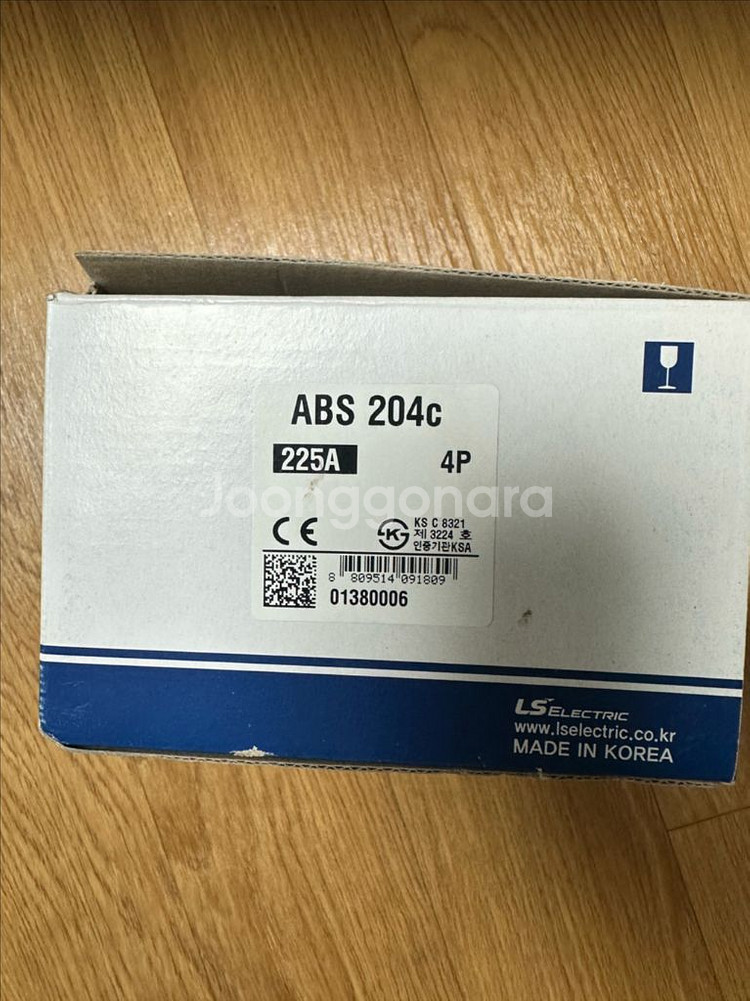 ABS 204c
225A 4P
Joonggonara
CE KS C 8321
제 3224 호
인증기관KSA
8 809514 091809
01380006
LS ELECTRIC
www.lselectric.co.kr
MADE IN KOREA